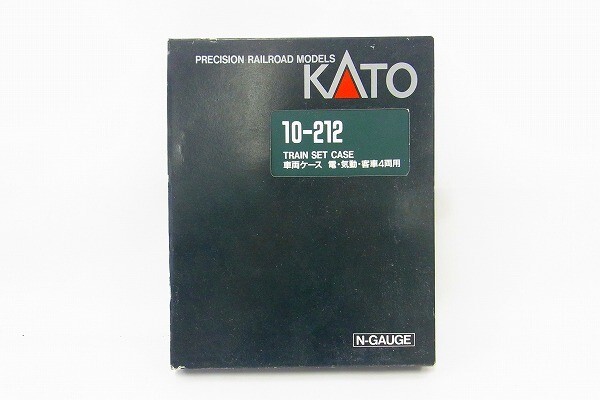 PRECISION RAILROAD MODELS
KATO
10-212
TRAIN SET CASE
車両ケース 電・気動・客車4両用
N-GAUGE